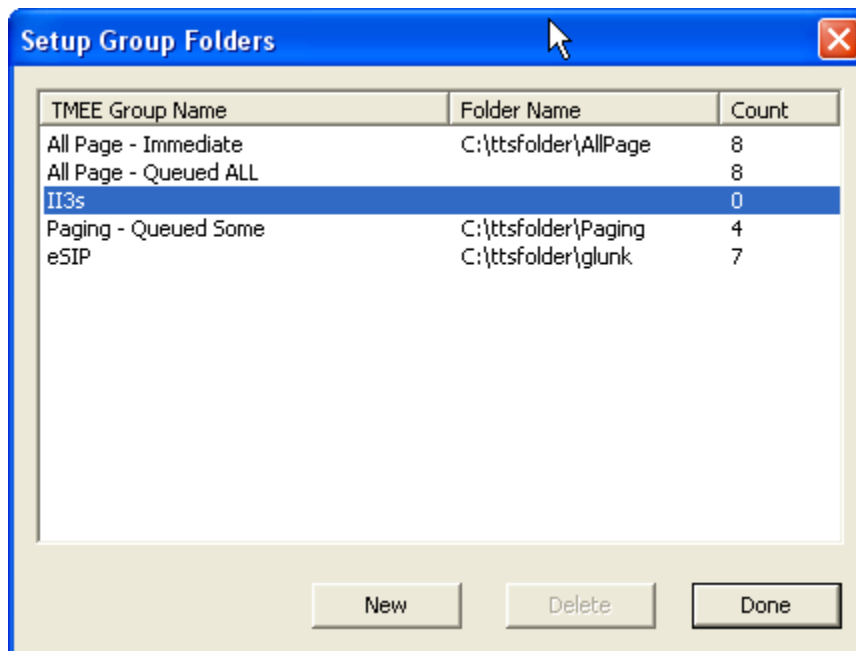 Setup Group Folders
TMEE Group Name Folder Name Count
All Page - Immediate C:\ttsfolder\AllPage 8
All Page - Queued ALL 8
II3s 0
Paging - Queued Some C:\ttsfolder\Paging 4
eSIP C:\ttsfolder\glunk 7
New Delete Done